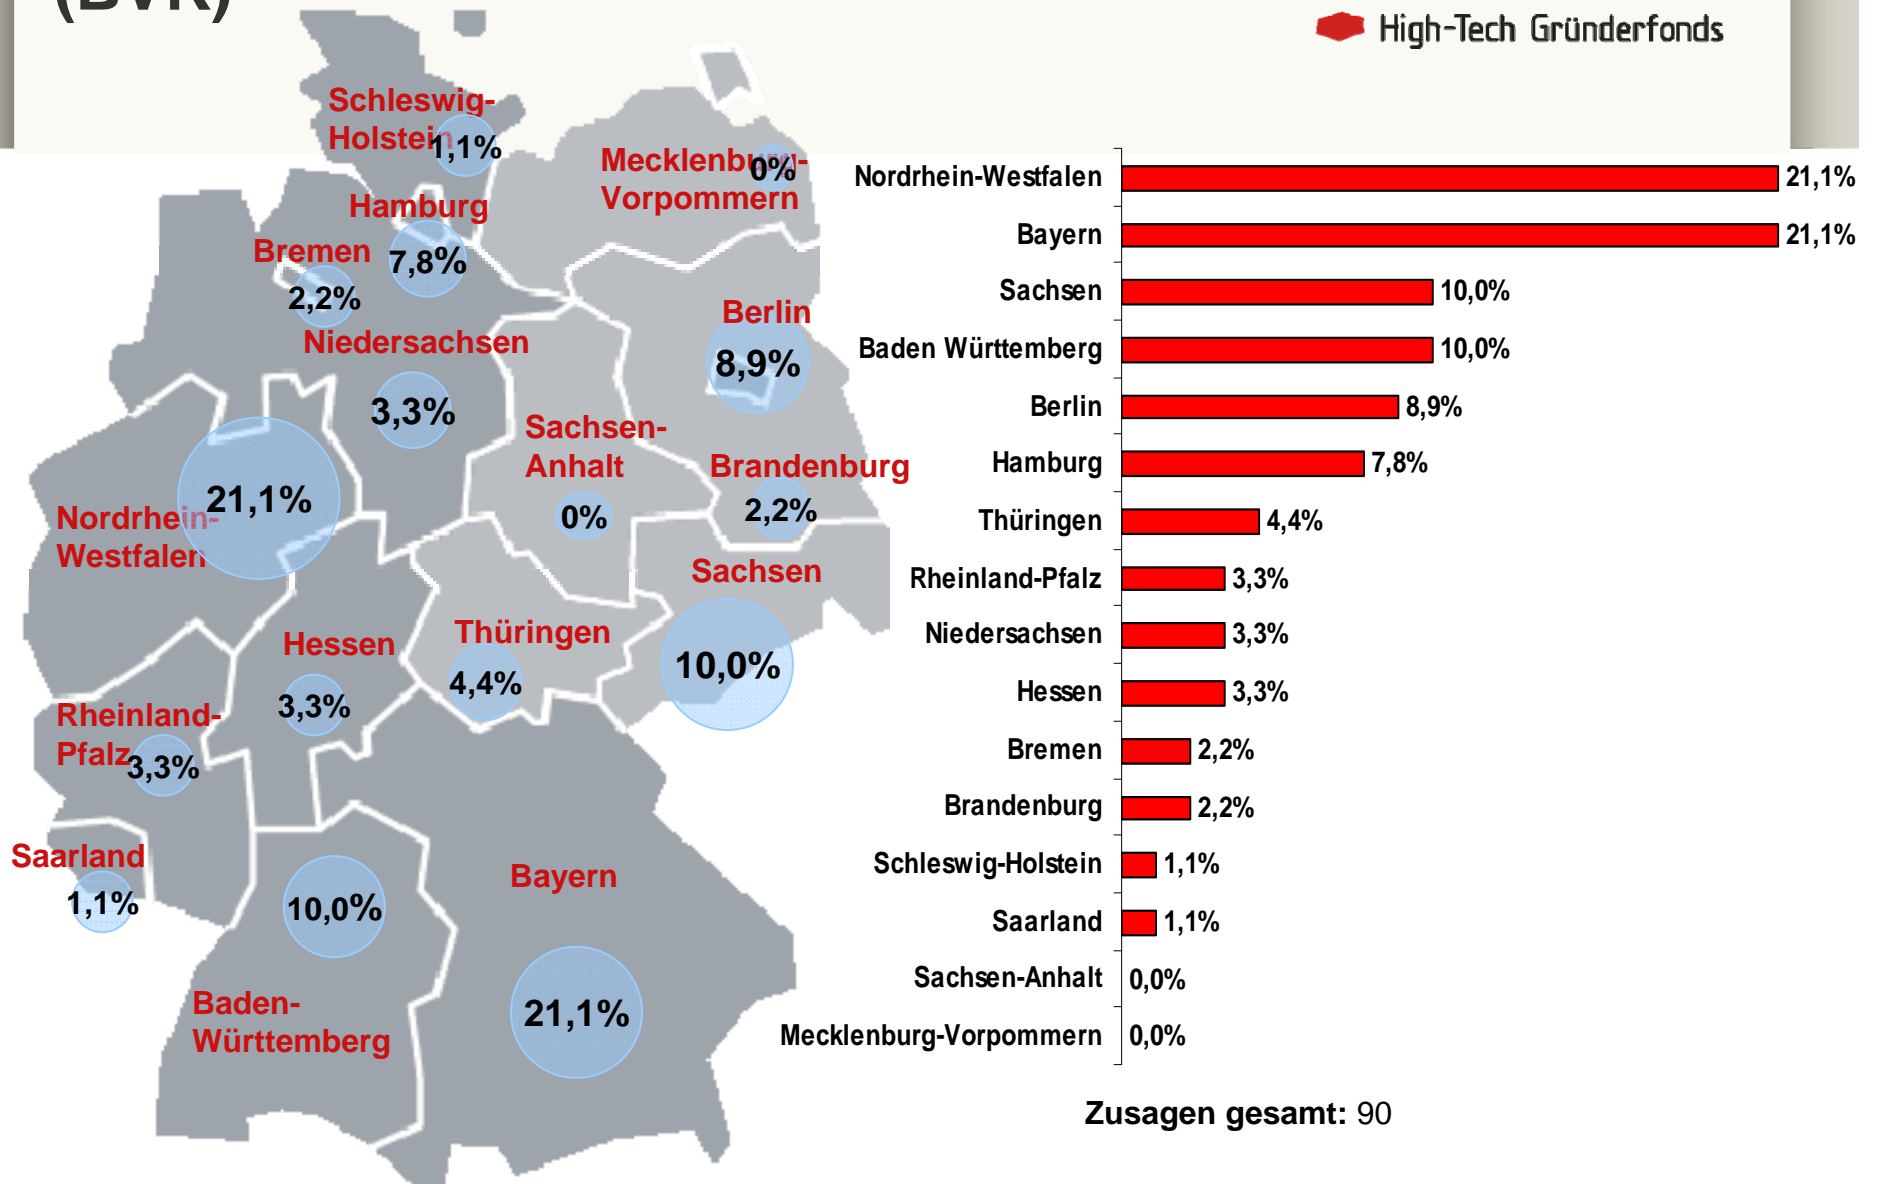 (BVK)
High-Tech Gründerfonds
Schleswig-
Holstein
1,1%
Mecklenburg-
Vorpommern
0%
Hamburg
7,8%
Bremen
2,2%
Niedersachsen
3,3%
Berlin
8,9%
Sachsen-
Anhalt
0%
Brandenburg
2,2%
Nordrhein-
Westfalen
21,1%
Sachsen
10,0%
Thüringen
4,4%
Hessen
3,3%
Rheinland-
Pfalz
3,3%
Saarland
1,1%
Baden-
Württemberg
10,0%
Bayern
21,1%
Nordrhein-Westfalen 21,1%
Bayern 21,1%
Sachsen 10,0%
Baden Württemberg 10,0%
Berlin 8,9%
Hamburg 7,8%
Thüringen 4,4%
Rheinland-Pfalz 3,3%
Niedersachsen 3,3%
Hessen 3,3%
Bremen 2,2%
Brandenburg 2,2%
Schleswig-Holstein 1,1%
Saarland 1,1%
Sachsen-Anhalt 0,0%
Mecklenburg-Vorpommern 0,0%
Zusagen gesamt: 90